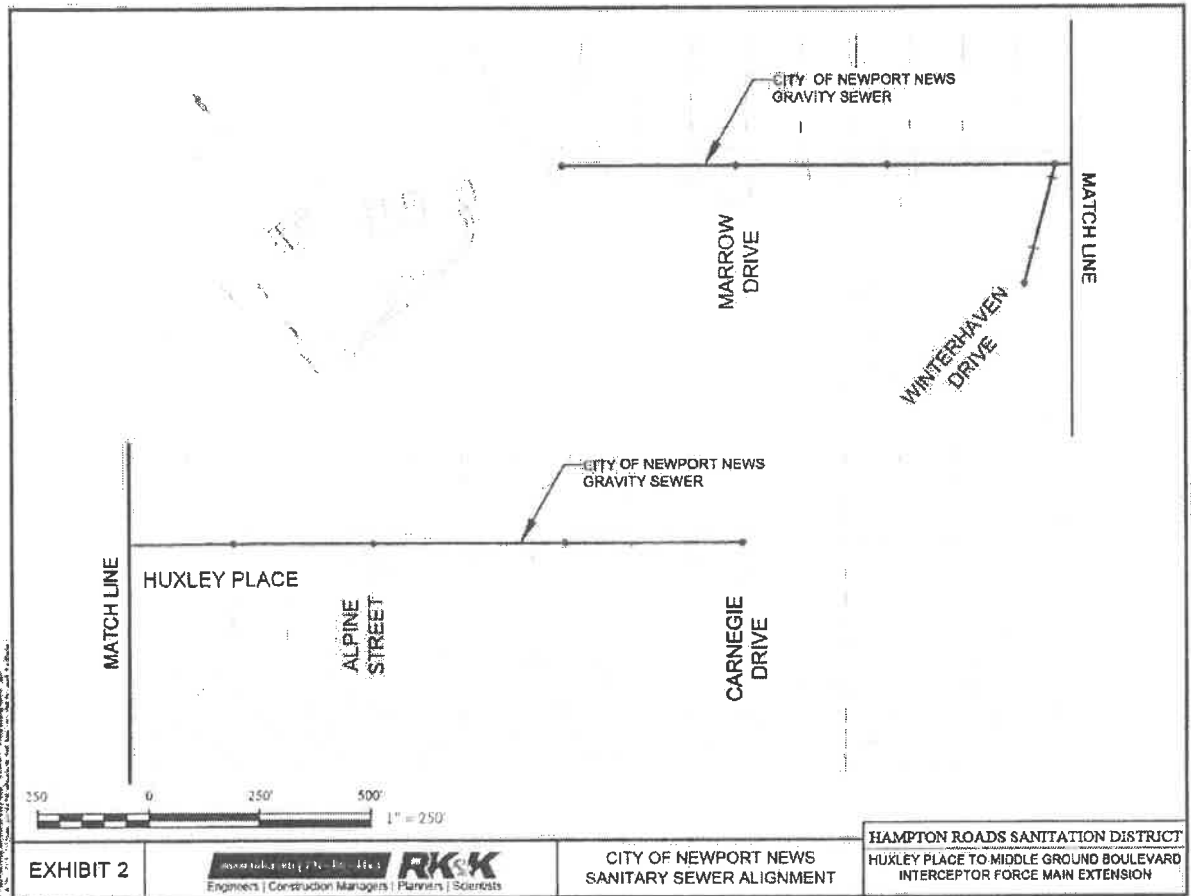 CITY OF NEWPORT NEWS
GRAVITY SEWER
MARROW
DRIVE
MATCH LINE
WINTERHAVEN
DRIVE
CITY OF NEWPORT NEWS
GRAVITY SEWER
MATCH LINE
HUXLEY PLACE
ALPINE
STREET
CARNEGIE
DRIVE
250 0 250' 500'
1" = 250'
EXHIBIT 2
RK&K
Engineers | Construction Managers | Planners | Scientists
CITY OF NEWPORT NEWS
SANITARY SEWER ALIGNMENT
HAMPTON ROADS SANITATION DISTRICT
HUXLEY PLACE TO MIDDLE GROUND BOULEVARD
INTERCEPTOR FORCE MAIN EXTENSION